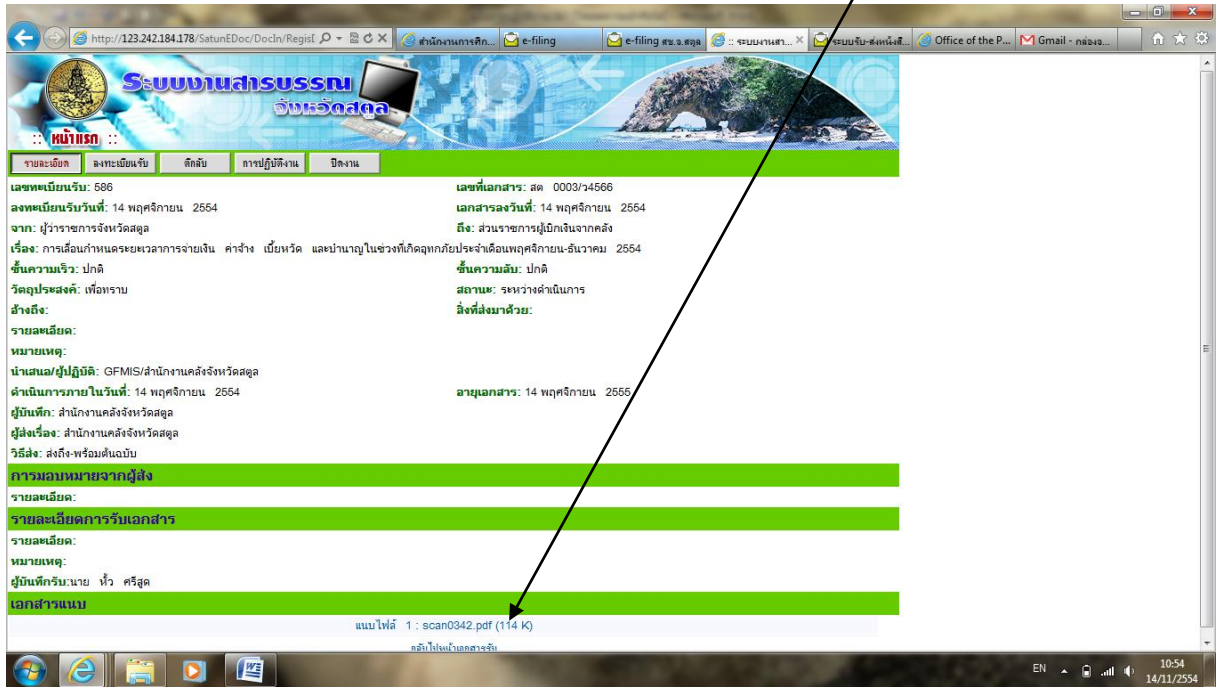 http://123.242.184.178/SatunEDoc/DocIn/Regist
สำนักงานการศึก...
e-filing
e-filing สช.จ.สตูล
:: ระบบงานสา...
ระบบรับ-ส่งหนังสื...
Office of the P...
Gmail - กล่องจ...
ระบบงานสารบรรณ
จังหวัดสตูล
:: หน้าแรก ::
รายละเอียด ลงทะเบียนรับ ตีกลับ การปฏิบัติงาน ปิดงาน
เลขทะเบียนรับ: 586 เลขที่เอกสาร: สต 0003/ว4566
ลงทะเบียนรับวันที่: 14 พฤศจิกายน 2554 เอกสารลงวันที่: 14 พฤศจิกายน 2554
จาก: ผู้ว่าราชการจังหวัดสตูล ถึง: ส่วนราชการผู้เบิกเงินจากคลัง
เรื่อง: การเลื่อนกำหนดระยะเวลาการจ่ายเงิน ค่าจ้าง เบี้ยหวัด และบำนาญในช่วงที่เกิดอุทกภัยประจำเดือนพฤศจิกายน-ธันวาคม 2554
ชั้นความเร็ว: ปกติ ชั้นความลับ: ปกติ
วัตถุประสงค์: เพื่อทราบ สถานะ: ระหว่างดำเนินการ
อ้างถึง: สิ่งที่ส่งมาด้วย:
รายละเอียด:
หมายเหตุ:
นำเสนอ/ผู้ปฏิบัติ: GFMIS/สำนักงานคลังจังหวัดสตูล
ดำเนินการภายในวันที่: 14 พฤศจิกายน 2554 อายุเอกสาร: 14 พฤศจิกายน 2555
ผู้บันทึก: สำนักงานคลังจังหวัดสตูล
ผู้ส่งเรื่อง: สำนักงานคลังจังหวัดสตูล
วิธีส่ง: ส่งถึง-พร้อมต้นฉบับ
การมอบหมายจากผู้ส่ง
รายละเอียด:
รายละเอียดการรับเอกสาร
รายละเอียด:
หมายเหตุ:
ผู้บันทึกรับ:นาย หั้ว ศรีสูด
เอกสารแนบ
แนบไฟล์ 1 : scan0342.pdf (114 K)
กลับไปหน้าเอกสารรับ
EN 10:54
14/11/2554